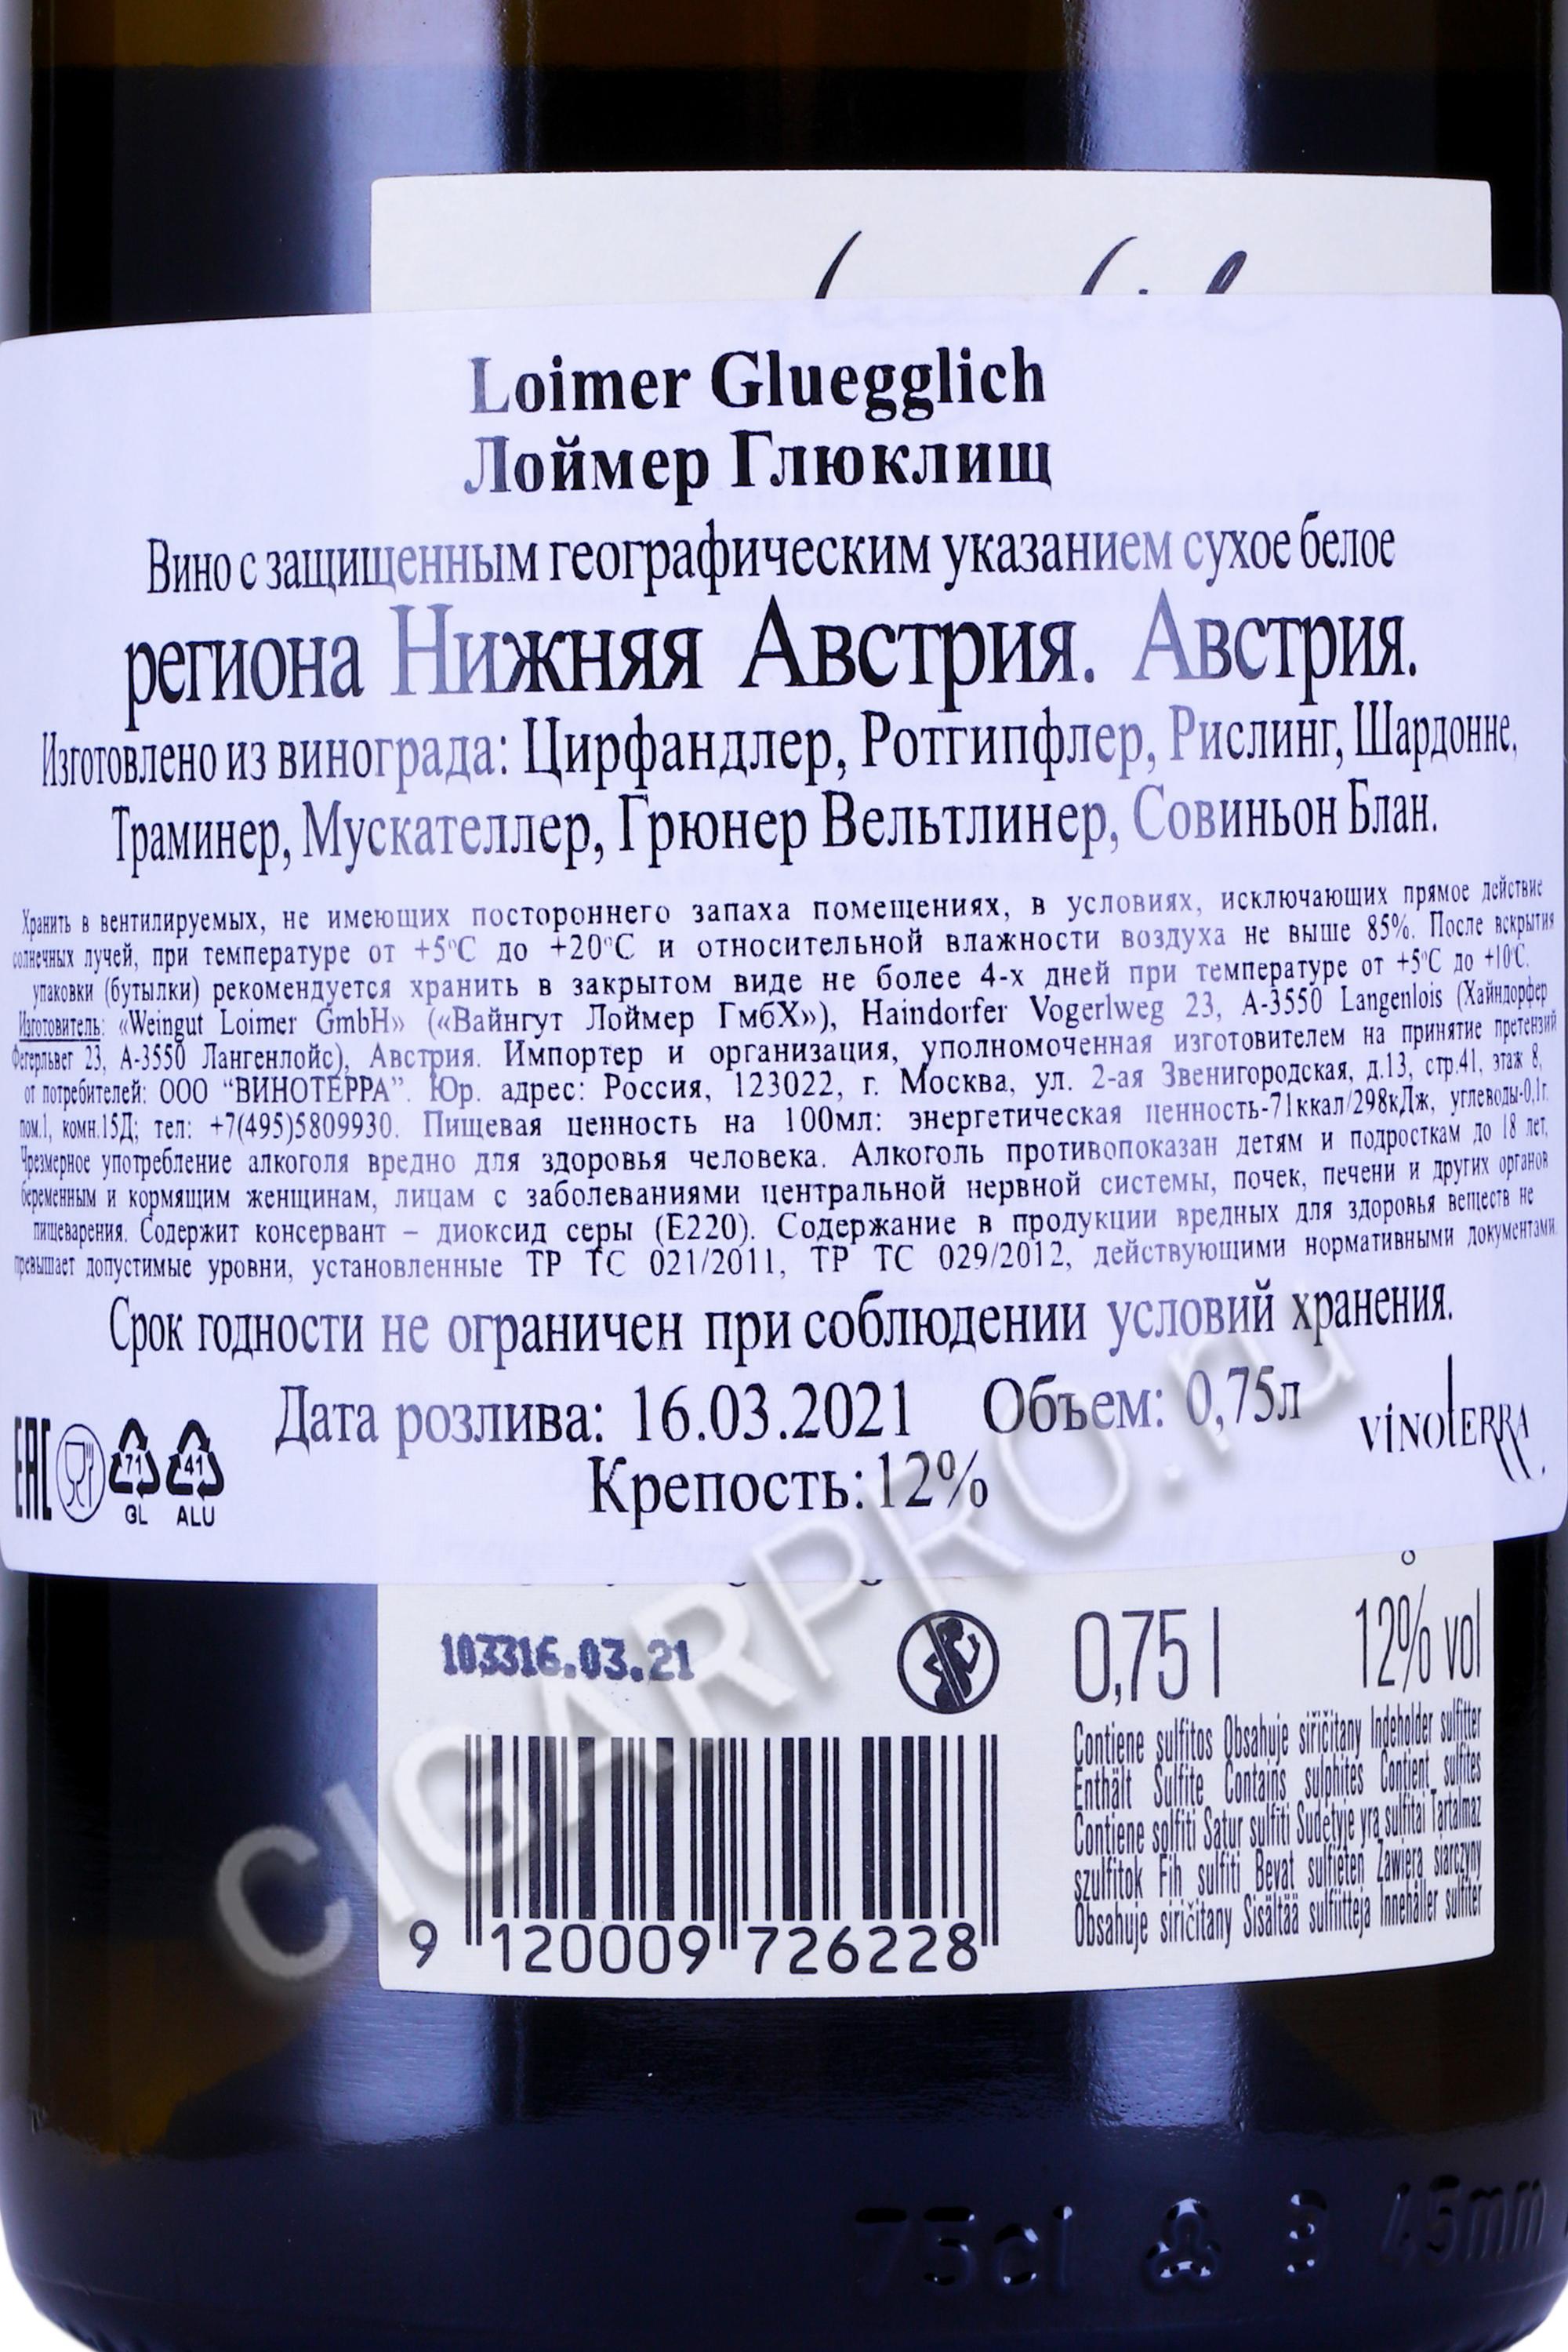 Loimer Gluegglich
Лоймер Глюклищ
Вино с защищенным географическим указанием сухое белое
региона Нижняя Австрия. Австрия.
Изготовлено из винограда: Цирфандлер, Ротгипфлер, Рислинг, Шардонне,
Траминер, Мускателлер, Грюнер Вельтлинер, Совиньон Блан.
Хранить в вентилируемых, не имеющих постороннего запаха помещениях, в условиях, исключающих прямое действие
солнечных лучей, при температуре от +5°С до +20°С и относительной влажности воздуха не выше 85%. После вскрытия
упаковки (бутылки) рекомендуется хранить в закрытом виде не более 4-х дней при температуре от +5°С до +10°С.
Изготовитель: «Weingut Loimer GmbH» («Вайнгут Лоймер ГмбХ»), Haindorfer Vogerlweg 23, A-3550 Langenlois (Хайндорфер
Фегерльвег 23, А-3550 Лангенлойс), Австрия. Импортер и организация, уполномоченная изготовителем на принятие претензий
от потребителей: ООО “ВИНОТЕРРА”. Юр. адрес: Россия, 123022, г. Москва, ул. 2-ая Звенигородская, д.13, стр.41, этаж 8,
пом.I, комн.15Д; тел: +7(495)5809930. Пищевая ценность на 100мл: энергетическая ценность-71ккал/298кДж, углеводы-0,1г.
Чрезмерное употребление алкоголя вредно для здоровья человека. Алкоголь противопоказан детям и подросткам до 18 лет,
беременным и кормящим женщинам, лицам с заболеваниями центральной нервной системы, почек, печени и других органов
пищеварения. Содержит консервант – диоксид серы (Е220). Содержание в продукции вредных для здоровья веществ не
превышает допустимые уровни, установленные ТР ТС 021/2011, ТР ТС 029/2012, действующими нормативными документами.
Срок годности не ограничен при соблюдении условий хранения.
Дата розлива: 16.03.2021 Объем: 0,75л
Крепость: 12%
EAC
71
GL
41
ALU
vinoterra
103316.03.21
0,75 l 12% vol
Contiene sulfitos Obsahuje siřičitany Indeholder sulfitter
Enthält Sulfite Contains sulphites Contient sulfites
Contiene solfiti Satur sulfiti Sudėtyje yra sulfitai Tartalmaz
szulfitok Fih sulfiti Bevat sulfieten Zawiera siarczyny
Obsahuje siričitany Sisältää sulfiitteja Innehåller sulfiter
9 120009 726228
75cl 3 45mm
CIGARPRO.ru